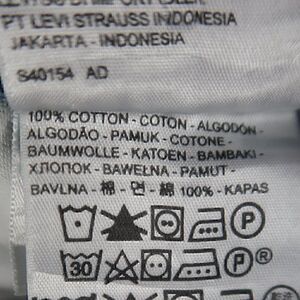 PT LEVI STRAUSS INDONESIA
JAKARTA - INDONESIA
S40154 AD
100% COTTON - COTON - ALGODÓN -
ALGODÃO - PAMUK - COTONE -
BAUMWOLLE - KATOEN - BAMBAKI -
ХЛОПОК - BAWEŁNA - PAMUT -
BAVLNA - 棉 - 면 - 綿 100% - KAPAS
P
30 P ®